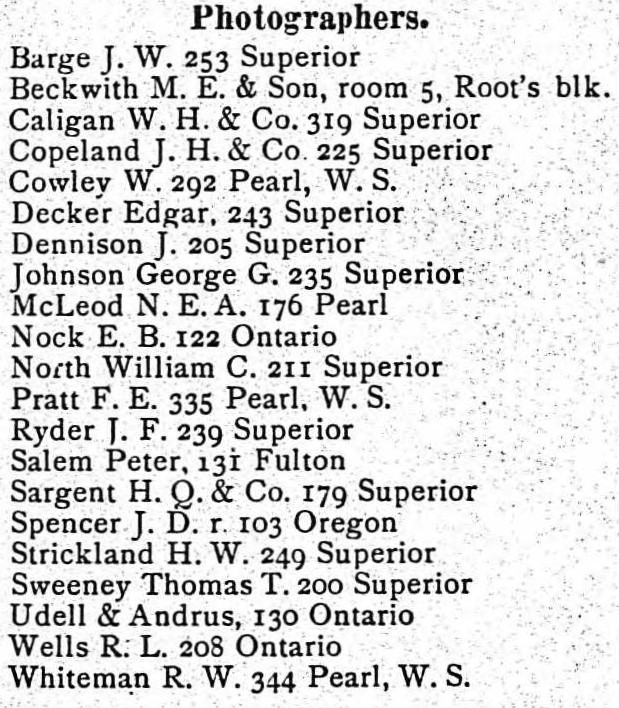 Photographers.
Barge J. W. 253 Superior
Beckwith M. E. & Son, room 5, Root's blk.
Caligan W. H. & Co. 319 Superior
Copeland J. H. & Co. 225 Superior
Cowley W. 292 Pearl, W. S.
Decker Edgar, 243 Superior
Dennison J. 205 Superior
Johnson George G. 235 Superior
McLeod N. E. A. 176 Pearl
Nock E. B. 122 Ontario
North William C. 211 Superior
Pratt F. E. 335 Pearl, W. S.
Ryder J. F. 239 Superior
Salem Peter, 131 Fulton
Sargent H. Q. & Co. 179 Superior
Spencer J. D. r. 103 Oregon
Strickland H. W. 249 Superior
Sweeney Thomas T. 200 Superior
Udell & Andrus, 130 Ontario
Wells R. L. 208 Ontario
Whiteman R. W. 344 Pearl, W. S.